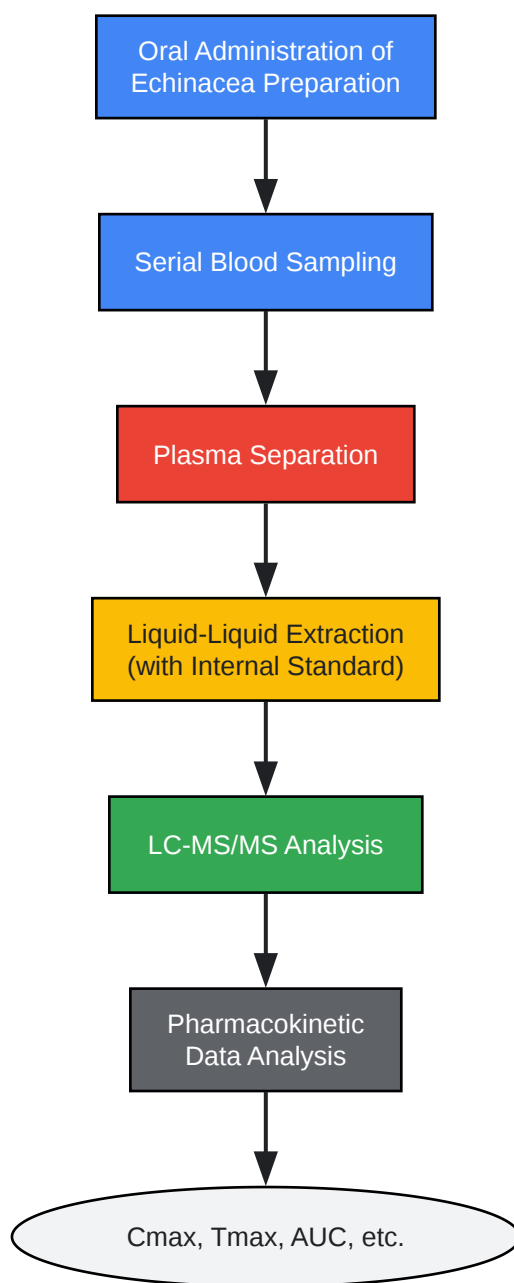 Oral Administration of
Echinacea Preparation
Serial Blood Sampling
Plasma Separation
Liquid-Liquid Extraction
(with Internal Standard)
LC-MS/MS Analysis
Pharmacokinetic
Data Analysis
Cmax, Tmax, AUC, etc.